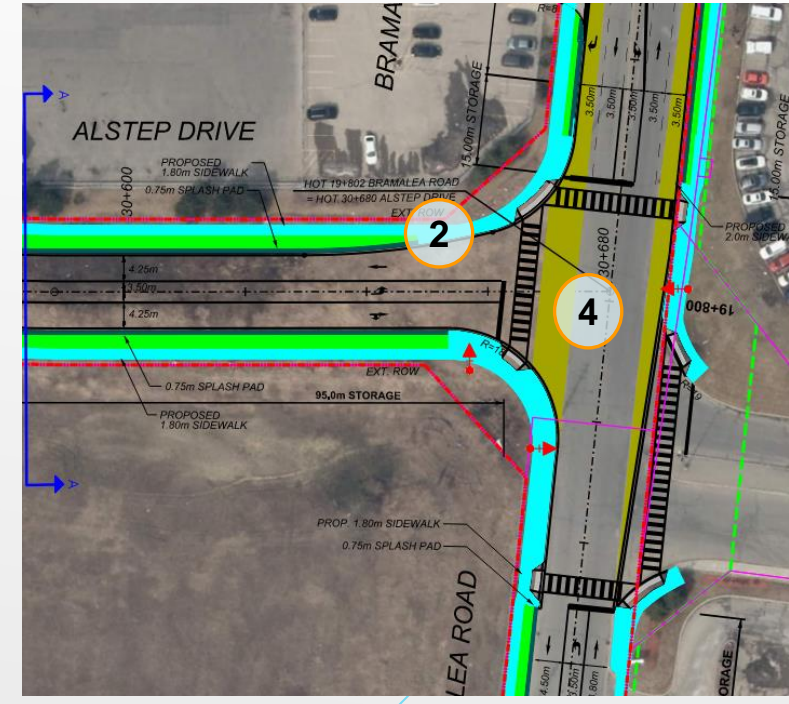 BRAMA
R=8
15.00m STORAGE
3.50m
3.50m
3.50m
3.50m
A
ALSTEP DRIVE
PROPOSED
1.80m SIDEWALK
0.75m SPLASH PAD
30+600
HOT 19+802 BRAMALEA ROAD
= HOT 30+680 ALSTEP DRIVE
EXT. ROW
2
15.00m STORAGE
PROPOSED
2.0m SIDEW
30+680
4
19+800
4.25m
3.50m
4.25m
R=18
R=19
EXT. ROW
0.75m SPLASH PAD
95.0m STORAGE
PROPOSED
1.80m SIDEWALK
A
PROP. 1.80m SIDEWALK
0.75m SPLASH PAD
LEA ROAD
4.50m
3.50m
.80m
ORAGE